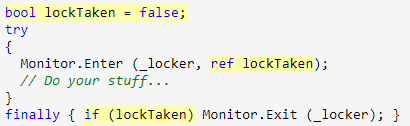 bool lockTaken = false;
try
{
  Monitor.Enter (_locker, ref lockTaken);
  // Do your stuff...
}
finally { if (lockTaken) Monitor.Exit (_locker); }